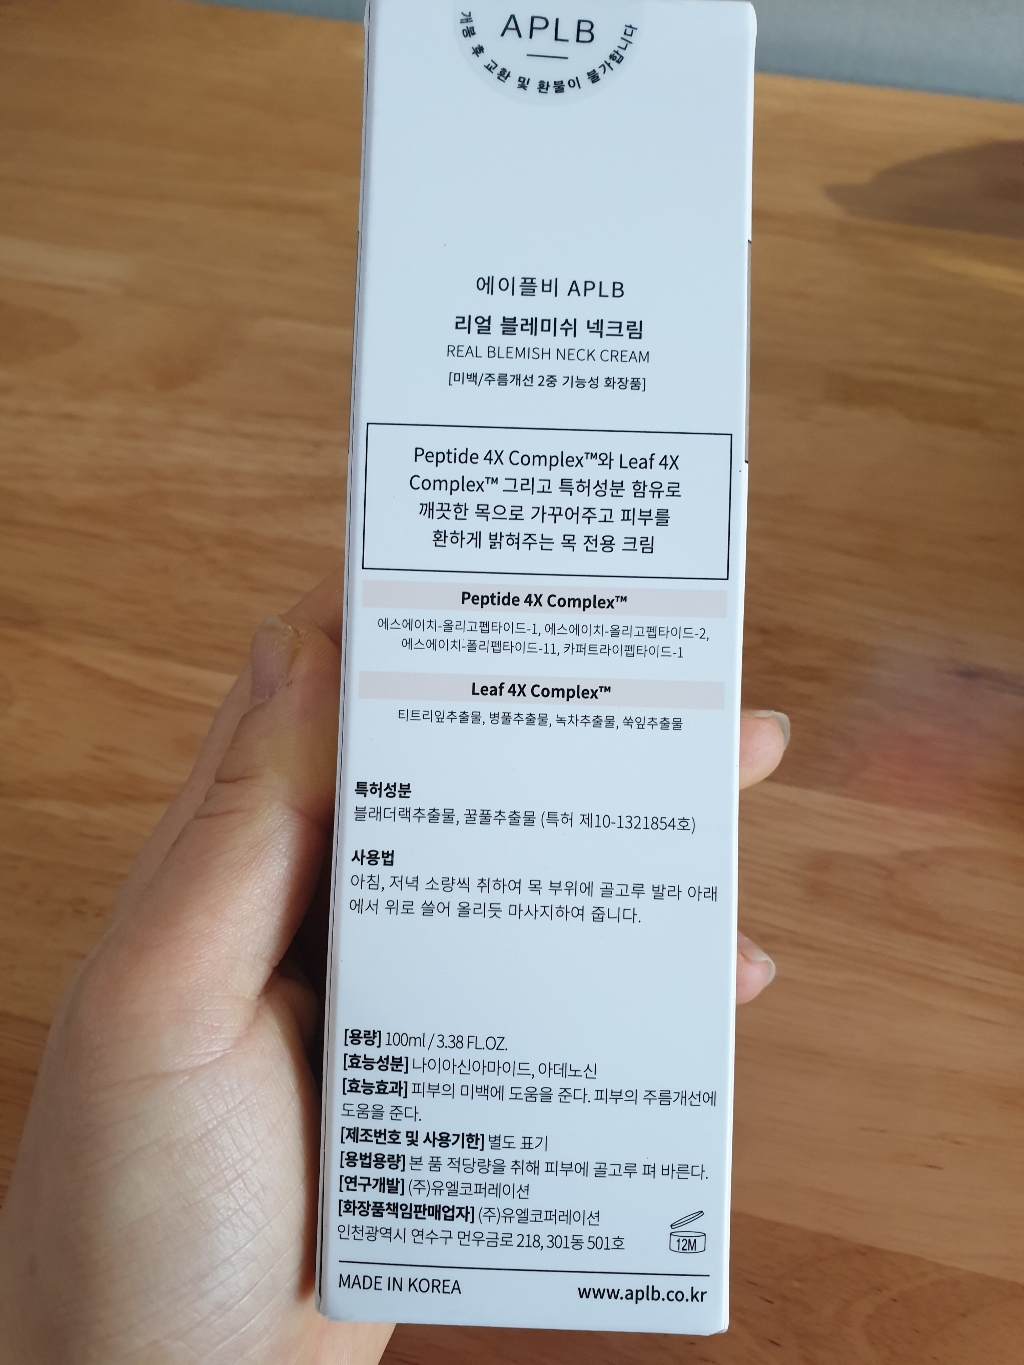 APLB
개봉 후 교환 및 환불이 불가합니다
에이플비 APLB
리얼 블레미쉬 넥크림
REAL BLEMISH NECK CREAM
[미백/주름개선 2중 기능성 화장품]
Peptide 4X Complex™와 Leaf 4X
Complex™ 그리고 특허성분 함유로
깨끗한 목으로 가꾸어주고 피부를
환하게 밝혀주는 목 전용 크림
Peptide 4X Complex™
에스에이치-올리고펩타이드-1, 에스에이치-올리고펩타이드-2,
에스에이치-폴리펩타이드-11, 카퍼트라이펩타이드-1
Leaf 4X Complex™
티트리잎추출물, 병풀추출물, 녹차추출물, 쑥잎추출물
특허성분
블래더랙추출물, 꿀풀추출물 (특허 제10-1321854호)
사용법
아침, 저녁 소량씩 취하여 목 부위에 골고루 발라 아래
에서 위로 쓸어 올리듯 마사지하여 줍니다.
[용량] 100ml / 3.38 FL.OZ.
[효능성분] 나이아신아마이드, 아데노신
[효능효과] 피부의 미백에 도움을 준다. 피부의 주름개선에
도움을 준다.
[제조번호 및 사용기한] 별도 표기
[용법용량] 본 품 적당량을 취해 피부에 골고루 펴 바른다.
[연구개발] (주)유엘코퍼레이션
[화장품책임판매업자] (주)유엘코퍼레이션
인천광역시 연수구 먼우금로 218, 301동 501호
12M
MADE IN KOREA
www.aplb.co.kr